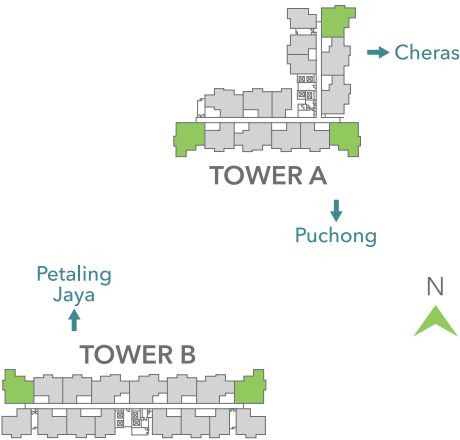 Cheras
TOWER A
Puchong
Petaling
Jaya
N
TOWER B